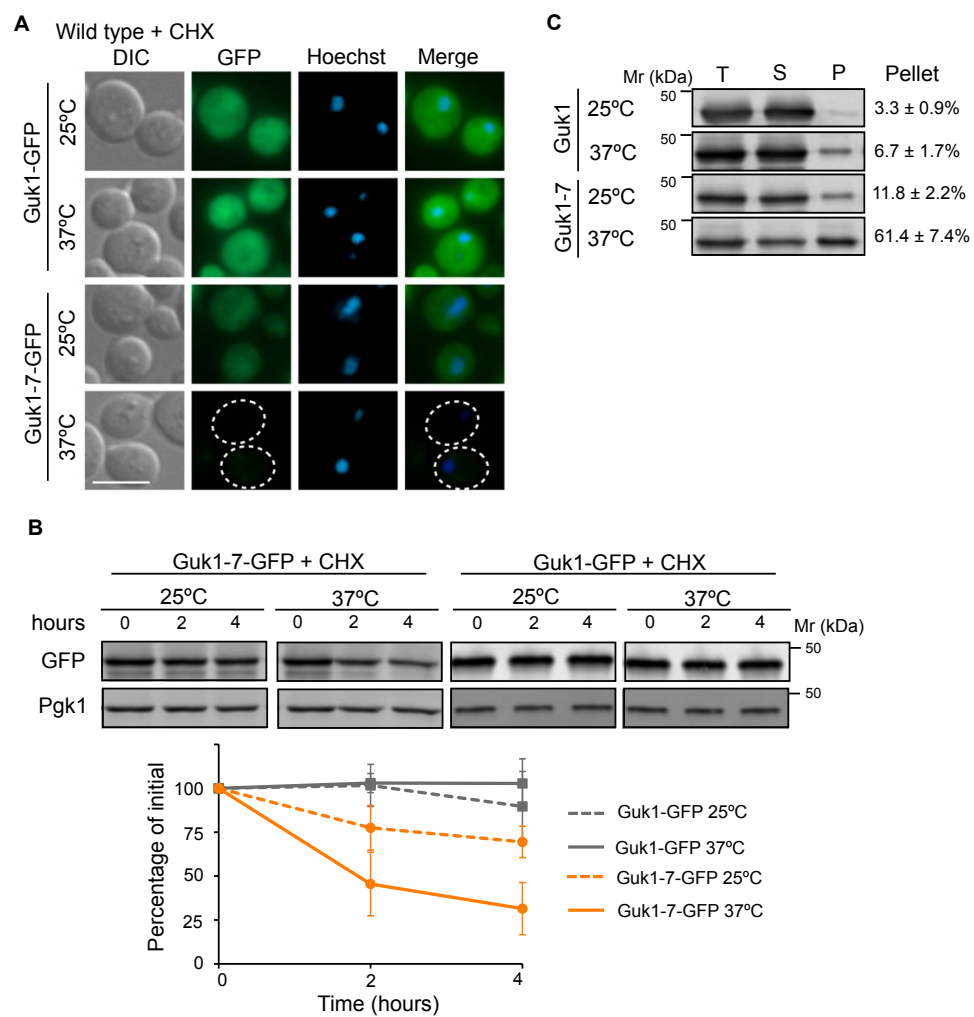 A
Wild type + CHX
DIC GFP Hoechst Merge
Guk1-GFP
25ºC
37ºC
Guk1-7-GFP
25ºC
37ºC
C
Mr (kDa) T S P Pellet
Guk1
25ºC 50 3.3 ± 0.9%
37ºC 50 6.7 ± 1.7%
Guk1-7
25ºC 50 11.8 ± 2.2%
37ºC 61.4 ± 7.4%
B
Guk1-7-GFP + CHX Guk1-GFP + CHX
25ºC 37ºC 25ºC 37ºC
hours 0 2 4 0 2 4 0 2 4 0 2 4 Mr (kDa)
GFP 50
Pgk1 50
Percentage of initial
100
75
50
25
0
0 2 4
Time (hours)
Guk1-GFP 25ºC
Guk1-GFP 37ºC
Guk1-7-GFP 25ºC
Guk1-7-GFP 37ºC